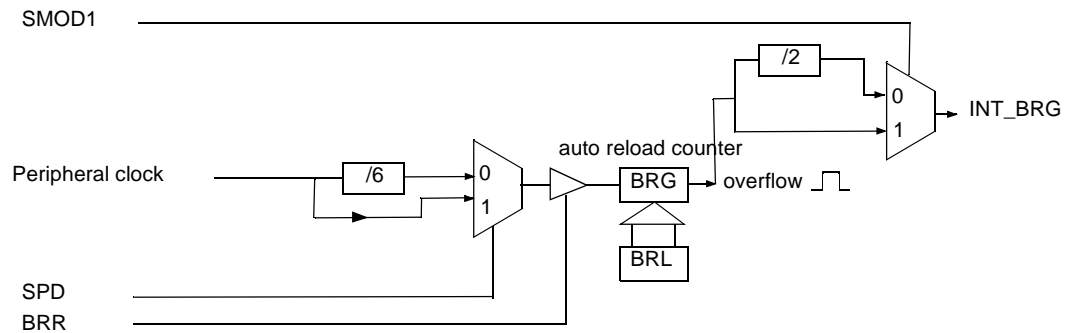 SMOD1
/2
0
INT_BRG
1
auto reload counter
Peripheral clock
/6
0
BRG
overflow
1
BRL
SPD
BRR